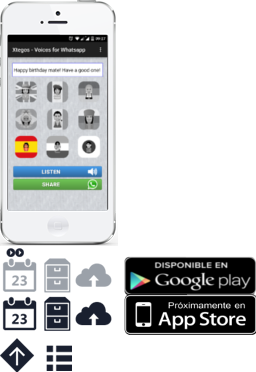 09:27
Xtegos - Voices for Whatsapp
Happy birthday mate! Have a good one!
LISTEN
SHARE
23
DISPONIBLE EN
Google play
23
Próximamente en
App Store